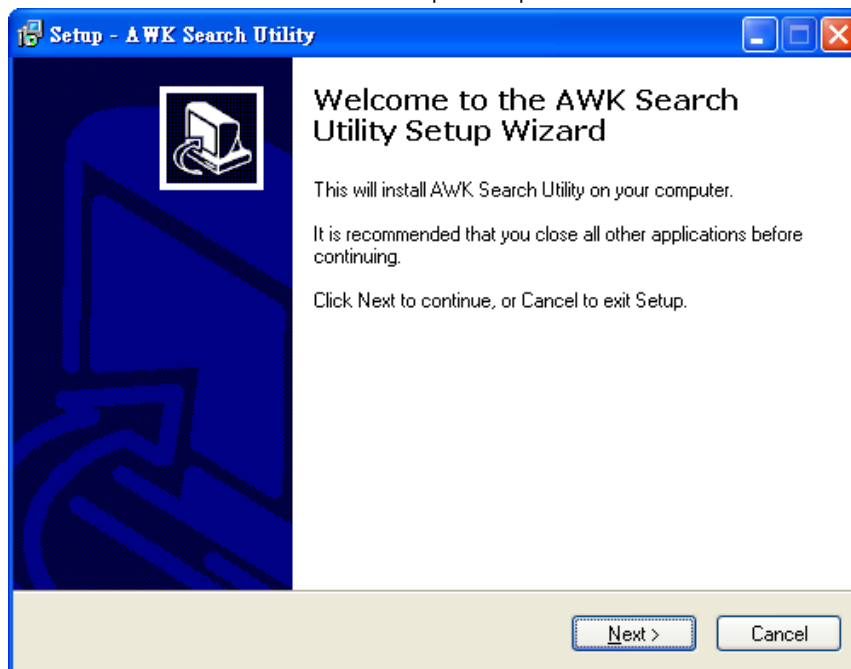 Setup - AWK Search Utility
Welcome to the AWK Search
Utility Setup Wizard
This will install AWK Search Utility on your computer.
It is recommended that you close all other applications before
continuing.
Click Next to continue, or Cancel to exit Setup.
Next >
Cancel